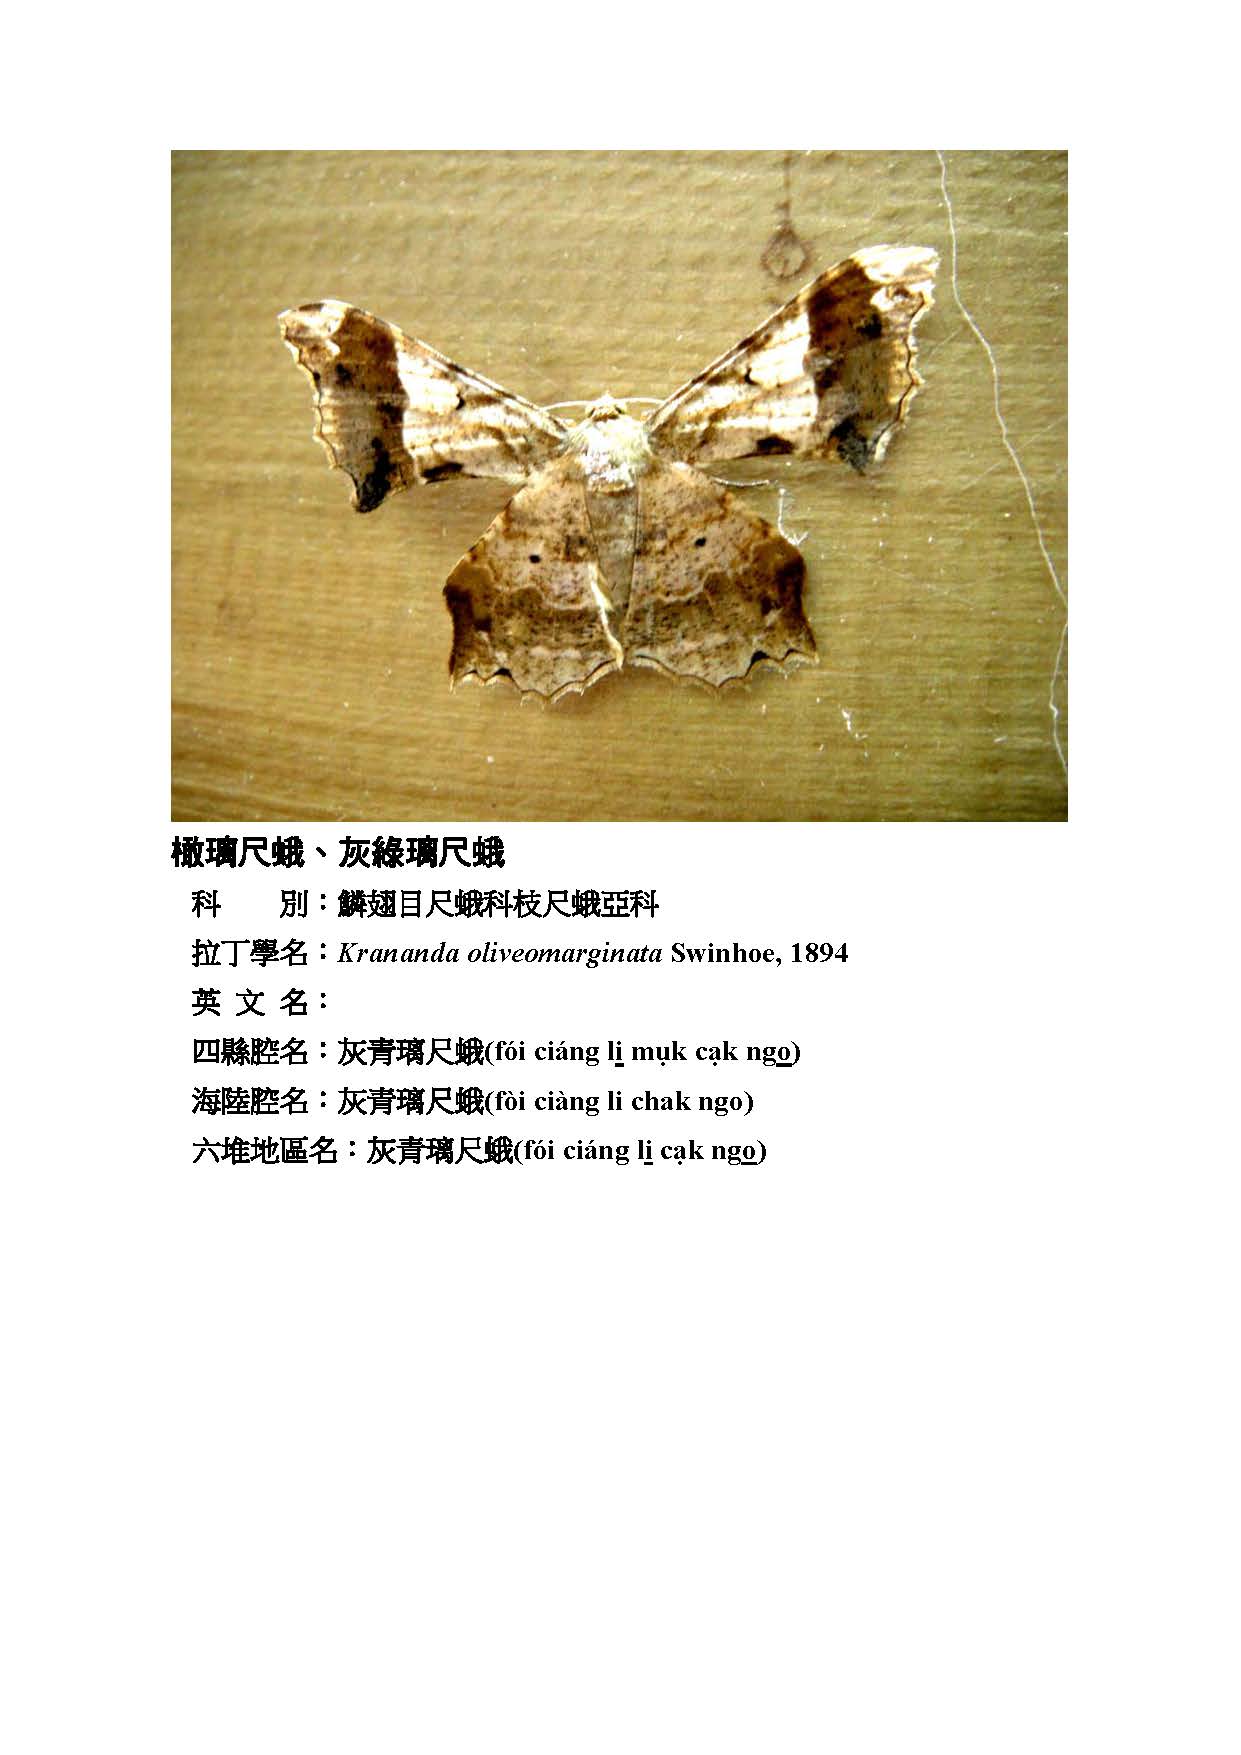 橄璃尺蛾、灰綠璃尺蛾
科　　別：鱗翅目尺蛾科枝尺蛾亞科
拉丁學名：Krananda oliveomarginata Swinhoe, 1894
英 文 名：
四縣腔名：灰青璃尺蛾(fói ciáng li̲ mụk cạk ngo̲)
海陸腔名：灰青璃尺蛾(fòi ciàng li chak ngo)
六堆地區名：灰青璃尺蛾(fói ciáng li̲ cạk ngo̲)